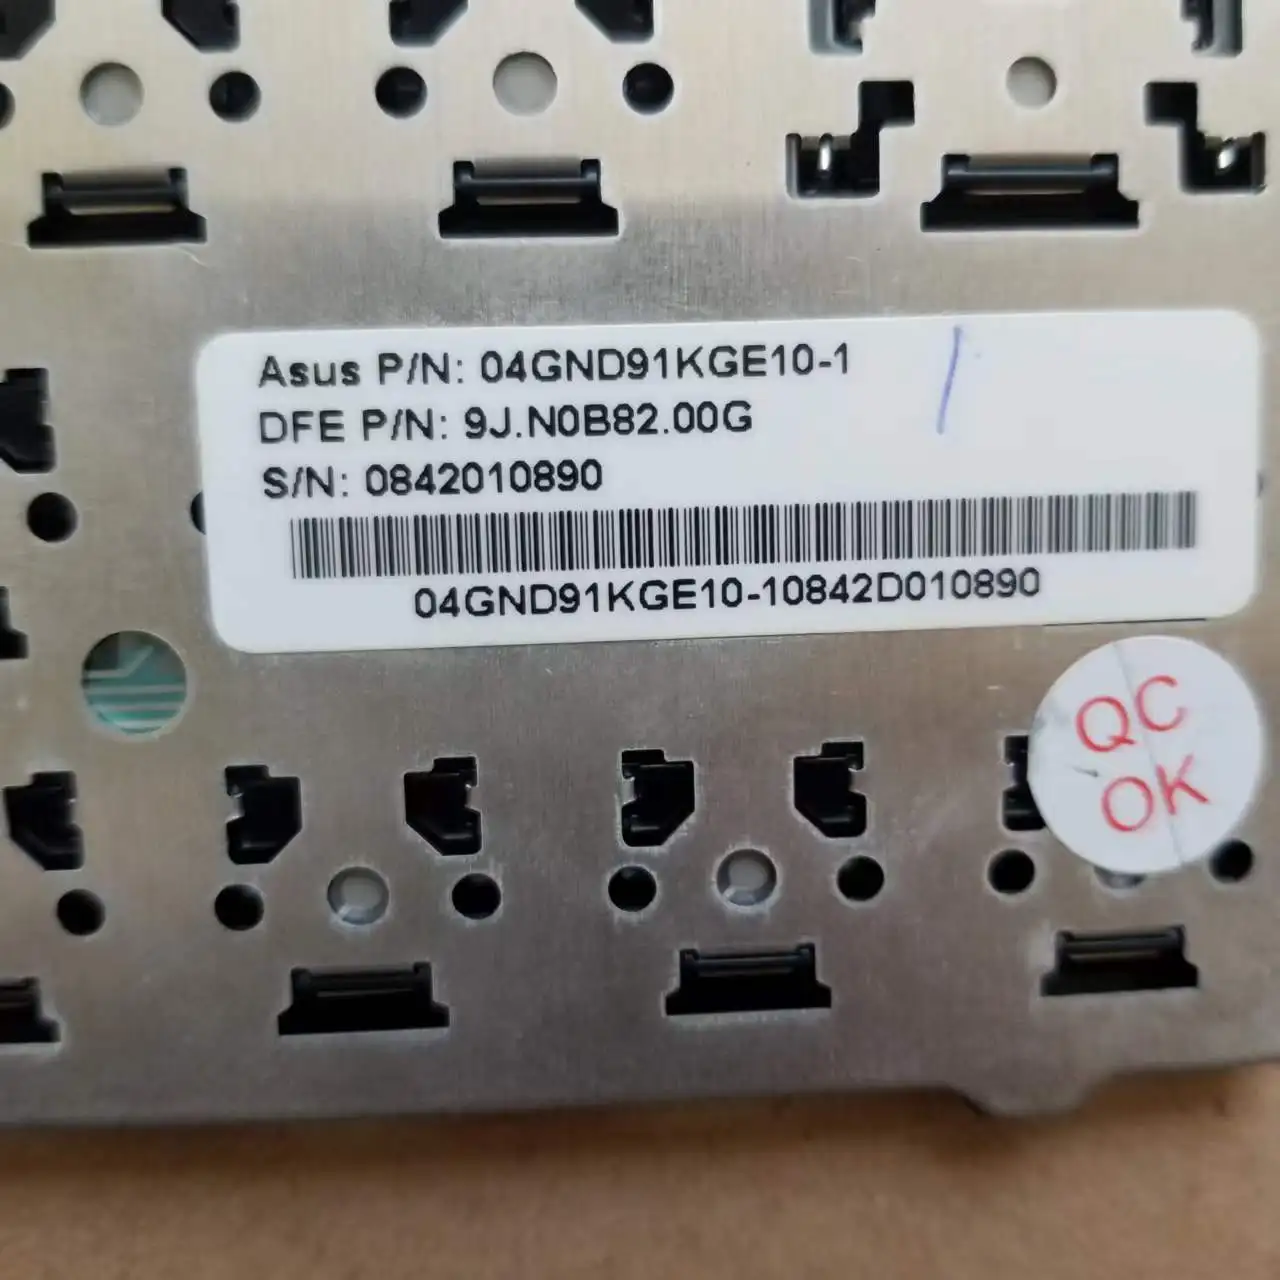 Asus P/N: 04GND91KGE10-1
DFE P/N: 9J.N0B82.00G
S/N: 0842010890
04GND91KGE10-10842D010890
QC
OK